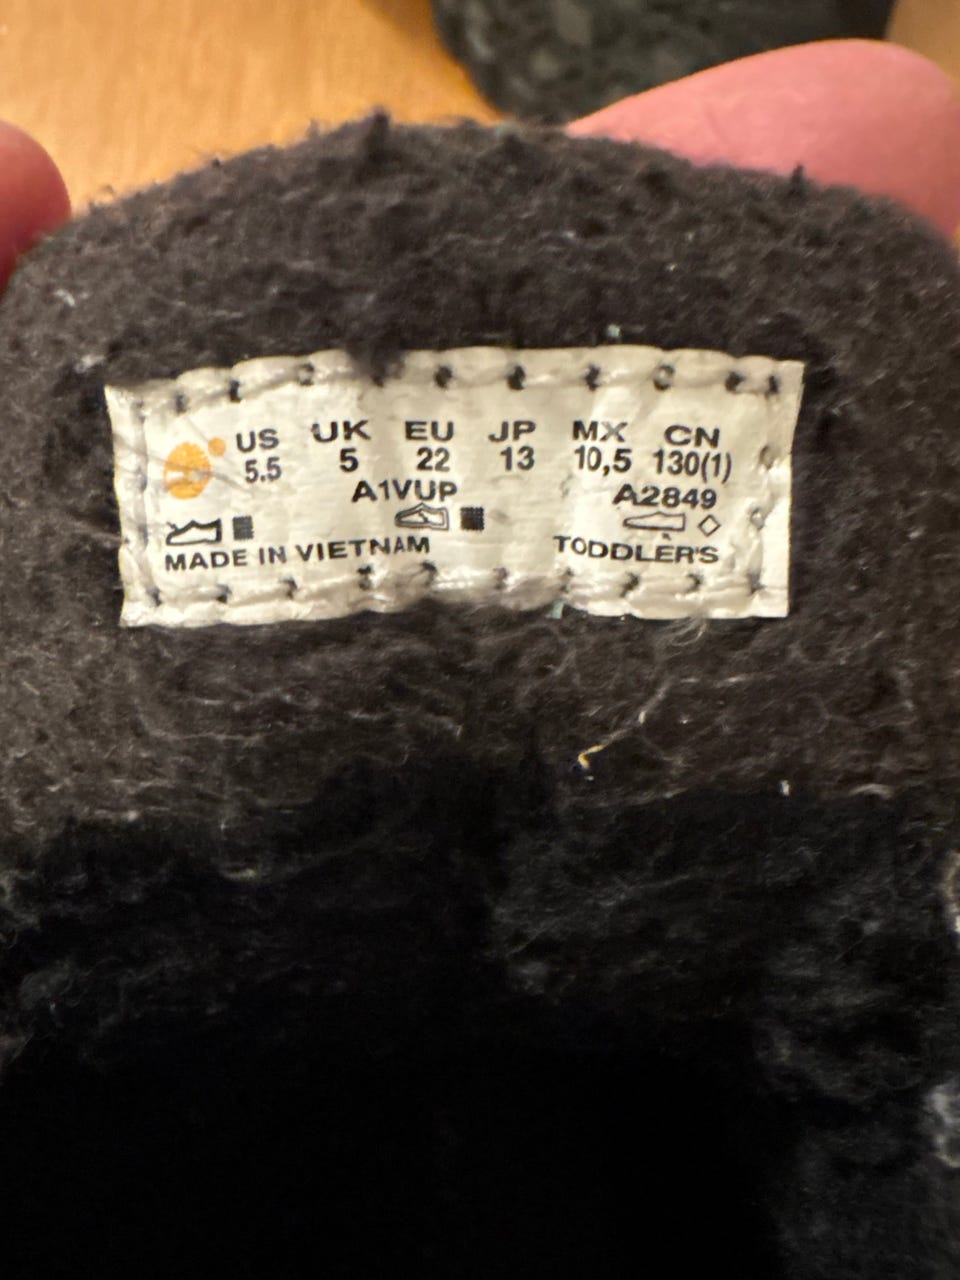 US UK EU JP MX CN
5.5 5 22 13 10,5 130(1)
A1VUP A2849
MADE IN VIETNAM TODDLER'S